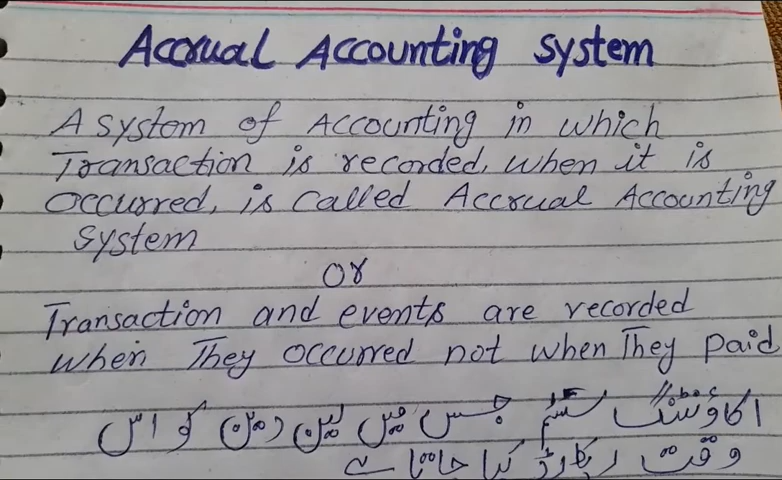 Accrual Accounting System
A system of Accounting in which
Transaction is recorded, when it is
Occurred, is called Accrual Accounting
System
Or
Transaction and events are recorded
when They Occurred not when They paid
اکاؤنٹنگ سسٹم جس میں لین دین کو اس
وقت ریکارڈ کیا جاتا ہے